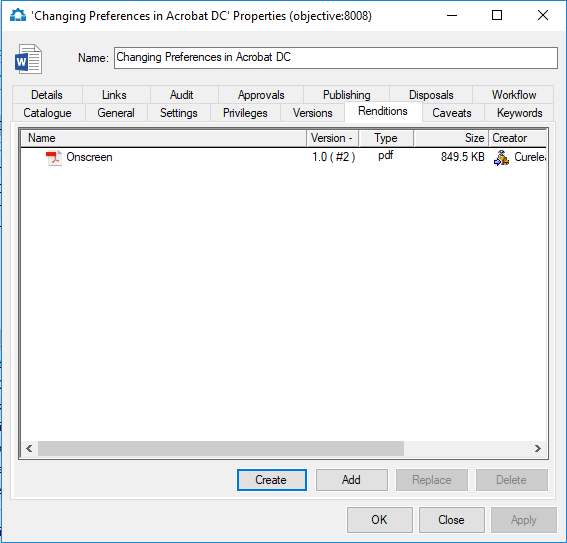 'Changing Preferences in Acrobat DC' Properties (objective:8008)
W
Name: Changing Preferences in Acrobat DC
Details Links Audit Approvals Publishing Disposals Workflow
Catalogue General Settings Privileges Versions Renditions Caveats Keywords
Name Version - Type Size Creator
Onscreen 1.0 ( #2 ) pdf 849.5 KB Curelea
Create Add Replace Delete
OK Close Apply